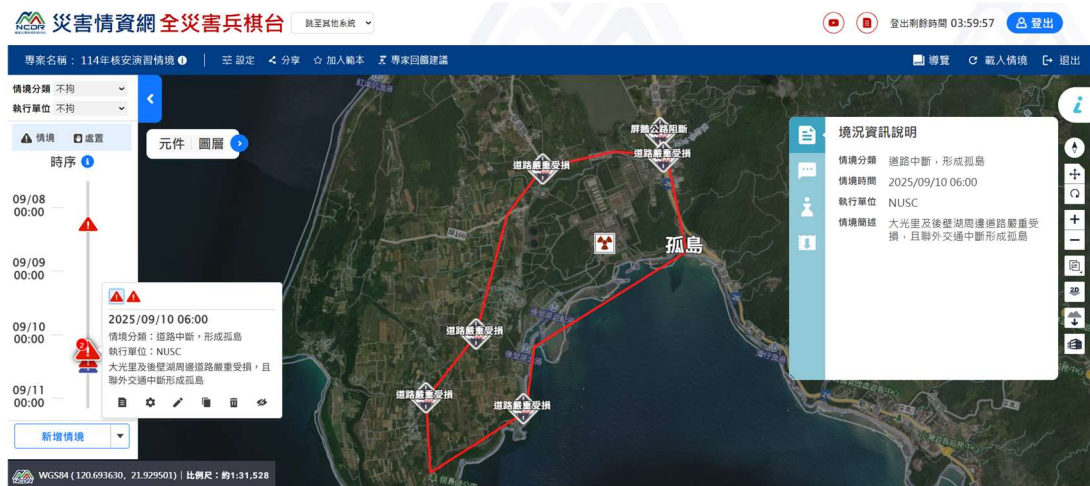 NCDR
災害情資網 全災害兵棋台
跳至其他系統
登出剩餘時間 03:59:57
登出
專案名稱：114年核安演習情境
設定
分享
加入範本
專家回饋建議
導覽
載入情境
退出
情境分類 不拘
執行單位 不拘
情境
處置
時序
09/08
00:00
09/09
00:00
09/10
00:00
09/11
00:00
2
新增情境
2025/09/10 06:00
情境分類：道路中斷，形成孤島
執行單位：NUSC
大光里及後壁湖周邊道路嚴重受損，且
聯外交通中斷形成孤島
元件
圖層
屏鵝公路阻斷
道路嚴重受損
道路嚴重受損
孤島
道路嚴重受損
道路嚴重受損
道路嚴重受損
境況資訊說明
情境分類 道路中斷，形成孤島
情境時間 2025/09/10 06:00
執行單位 NUSC
情境簡述 大光里及後壁湖周邊道路嚴重受
損，且聯外交通中斷形成孤島
2D
26
WGS84 ( 120.693630, 21.929501)｜比例尺：約1:31,528